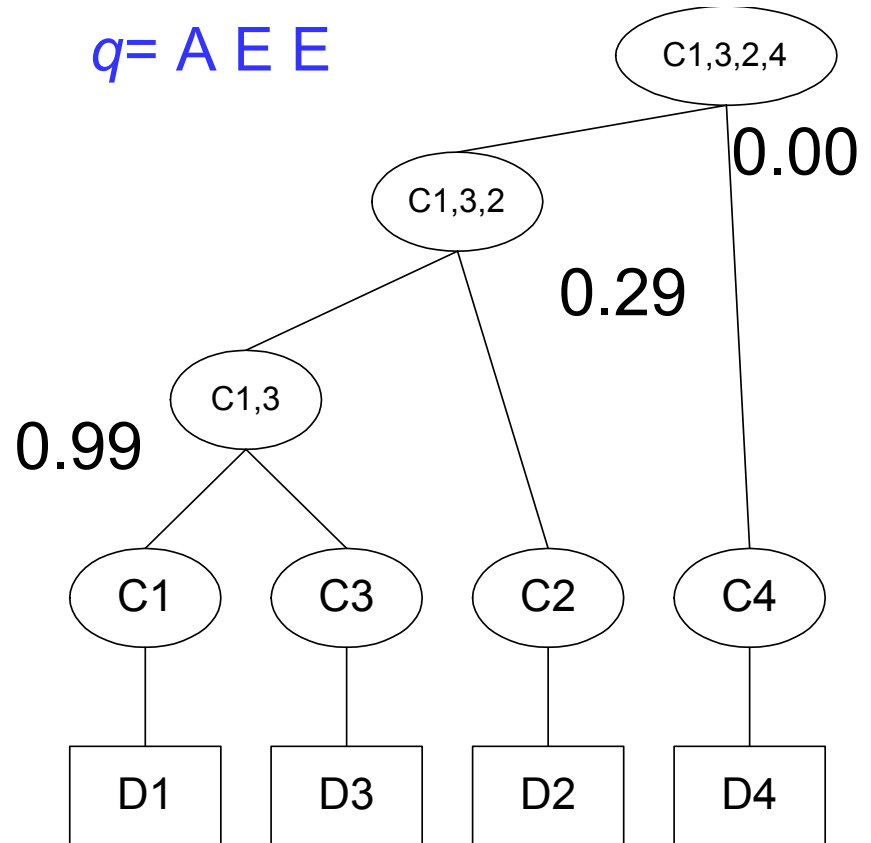 q= A E E
C1,3,2,4
0.00
C1,3,2
0.29
C1,3
0.99
C1
C3
C2
C4
D1
D3
D2
D4